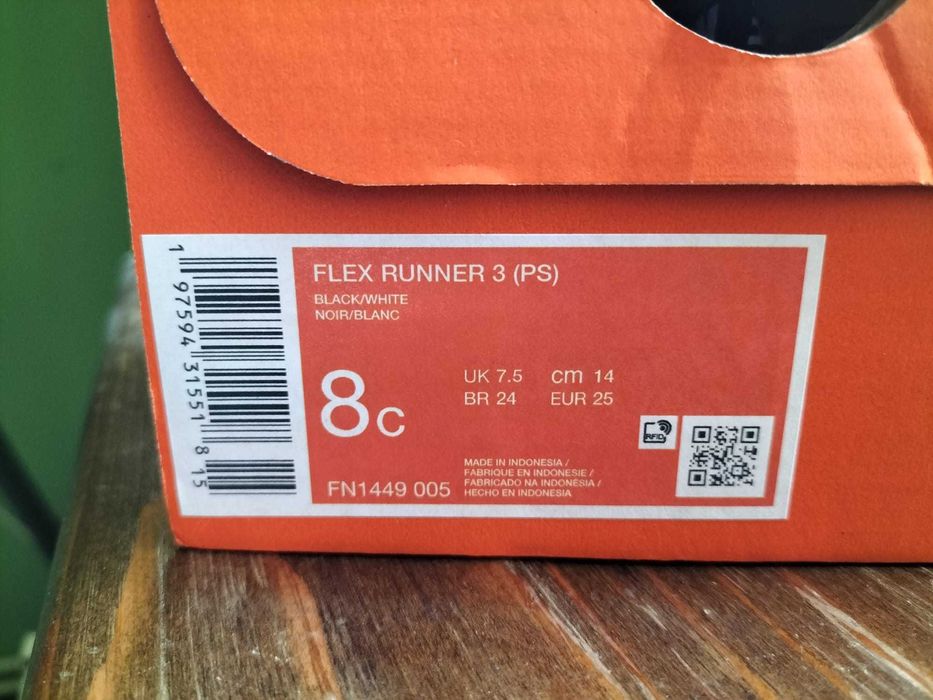 FLEX RUNNER 3 (PS)
BLACK/WHITE
NOIR/BLANC
8C
UK 7.5 cm 14
BR 24 EUR 25
RFID
FN1449 005
MADE IN INDONESIA /
FABRIQUE EN INDONESIE /
FABRICADO NA INDONÉSIA /
HECHO EN INDONESIA
1 97594 31551 8 15